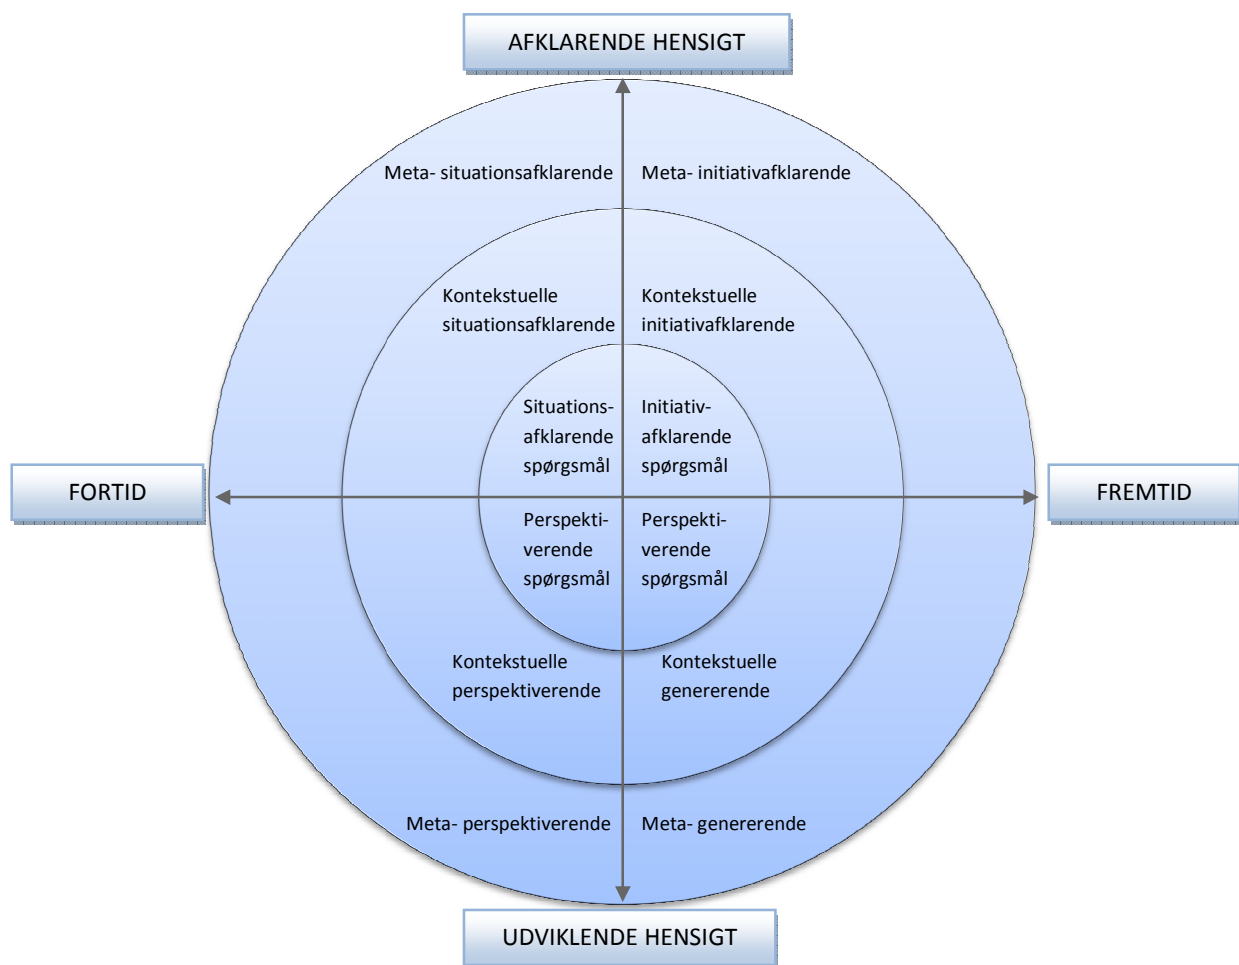 AFKLARENDE HENSIGT
Meta- situationsafklarende
Meta- initiativafklarende
Kontekstuelle
situationsafklarende
Kontekstuelle
initiativafklarende
Situations-
afklarende
spørgsmål
Initiativ-
afklarende
spørgsmål
FORTID
FREMTID
Perspekti-
verende
spørgsmål
Perspekti-
verende
spørgsmål
Kontekstuelle
perspektiverende
Kontekstuelle
genererende
Meta- perspektiverende
Meta- genererende
UDVIKLENDE HENSIGT